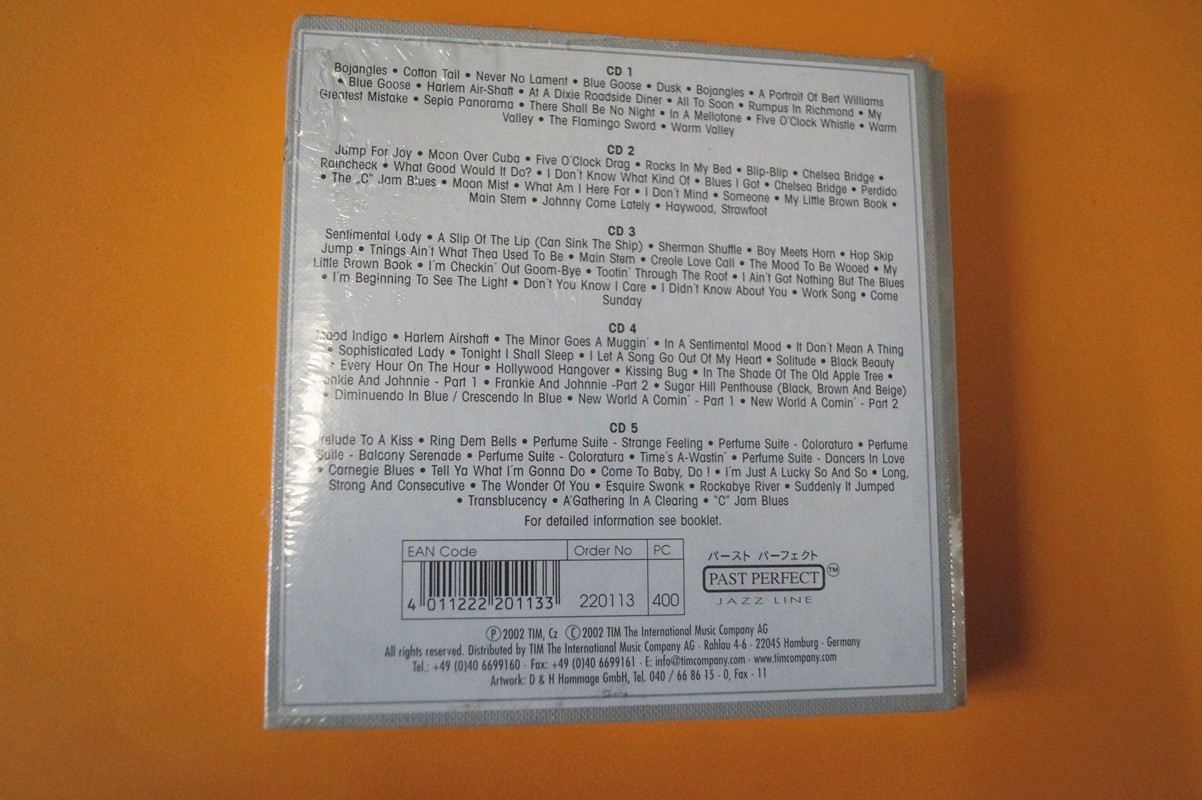 CD 1
Bojangles • Cotton Tail • Never No Lament • Blue Goose • Dusk • Bojangles • A Portrait Of Bert Williams
• Blue Goose • Harlem Air-Shaft • At A Dixie Roadside Diner • All To Soon • Rumpus In Richmond • My
Greatest Mistake • Sepia Panorama • There Shall Be No Night • In A Mellotone • Five O'Clock Whistle • Warm
Valley • The Flamingo Sword • Warm Valley
CD 2
Jump For Joy • Moon Over Cuba • Five O'Clock Drag • Rocks In My Bed • Blip-Blip • Chelsea Bridge •
Raincheck • What Good Would It Do? • I Don't Know What Kind Of • Blues I Got • Chelsea Bridge • Perdido
• The „C" Jam Blues • Moon Mist • What Am I Here For • I Don't Mind • Someone • My Little Brown Book •
Main Stem • Johnny Come Lately • Haywood, Strawfoot
CD 3
Sentimental Lady • A Slip Of The Lip (Can Sink The Ship) • Sherman Shuffle • Boy Meets Horn • Hop Skip
Jump • Things Ain't What Thea Used To Be • Main Stem • Creole Love Call • The Mood To Be Wooed • My
Little Brown Book • I'm Checkin' Out Goom-Bye • Tootin' Through The Roof • I Ain't Got Nothing But The Blues
• I'm Beginning To See The Light • Don't You Know I Care • I Didn't Know About You • Work Song • Come
Sunday
CD 4
Mood Indigo • Harlem Airshaft • The Minor Goes A Muggin' • In A Sentimental Mood • It Don't Mean A Thing
• Sophisticated Lady • Tonight I Shall Sleep • I Let A Song Go Out Of My Heart • Solitude • Black Beauty
• Every Hour On The Hour • Hollywood Hangover • Kissing Bug • In The Shade Of The Old Apple Tree •
Frankie And Johnnie - Part 1 • Frankie And Johnnie -Part 2 • Sugar Hill Penthouse (Black, Brown And Beige)
• Diminuendo In Blue / Crescendo In Blue • New World A Comin' - Part 1 • New World A Comin' - Part 2
CD 5
Prelude To A Kiss • Ring Dem Bells • Perfume Suite - Strange Feeling • Perfume Suite - Coloratura • Perfume
Suite - Balcony Serenade • Perfume Suite - Coloratura • Time's A-Wastin' • Perfume Suite - Dancers In Love
• Carnegie Blues • Tell Ya What I'm Gonna Do • Come To Baby, Do ! • I'm Just A Lucky So And So • Long,
Strong And Consecutive • The Wonder Of You • Esquire Swank • Rockabye River • Suddenly It Jumped
• Translucency • A'Gathering In A Clearing • "C" Jam Blues
For detailed information see booklet.
EAN Code Order No PC
4 011222 201133 220113 400
パースト パーフェクト
PAST PERFECT ™
JAZZ LINE
Ⓟ 2002 TIM, Cz Ⓒ 2002 TIM The International Music Company AG
All rights reserved. Distributed by TIM The International Music Company AG · Rahlau 4-6 · 22045 Hamburg · Germany
Tel.: +49 (0)40 6699160 · Fax: +49 (0)40 6699161 · E: info@timcompany.com · www.timcompany.com
Artwork: D & H Hommage GmbH, Tel. 040 / 66 86 15 - 0, Fax - 11